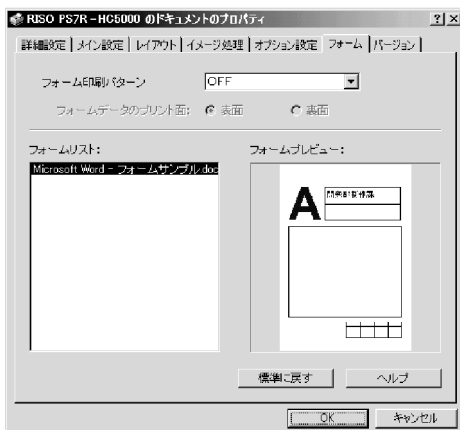 RISO PS7R-HC5000 のドキュメントのプロパティ
詳細設定 メイン設定 レイアウト イメージ処理 オプション設定 フォーム バージョン
フォーム印刷パターン OFF
フォームデータのプリント面: 表面 裏面
フォームリスト: フォームプレビュー:
Microsoft Word - フォームサンプル.doc
A
標準に戻す ヘルプ
OK キャンセル